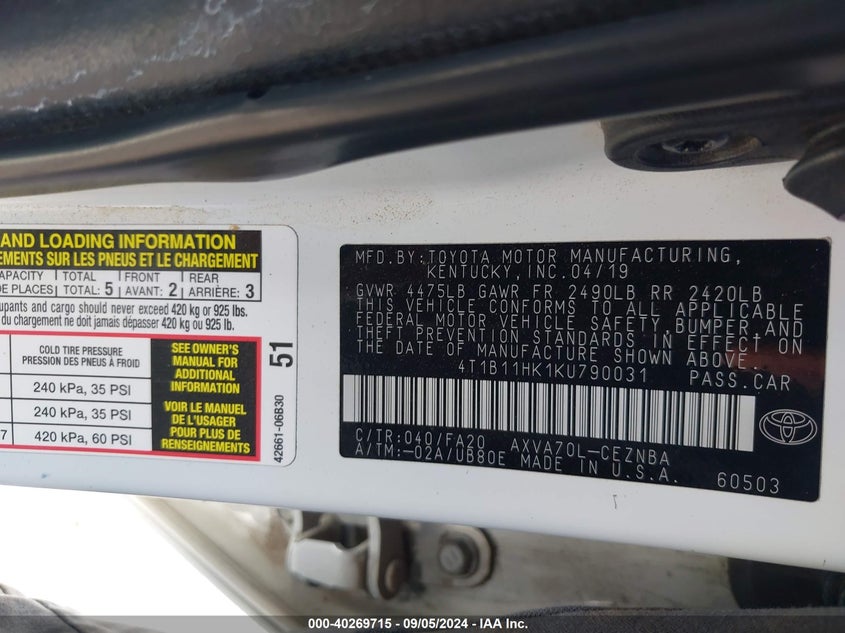 AND LOADING INFORMATION
EMENTS SUR LES PNEUS ET LE CHARGEMENT
CAPACITY TOTAL FRONT REAR
DE PLACES TOTAL: 5 AVANT: 2 ARRIÈRE: 3
upants and cargo should never exceed 420 kg or 925 lbs.
du chargement ne doit jamais dépasser 420 kg ou 925 lb.
COLD TIRE PRESSURE
PRESSION DES PNEUS À FROID
240 kPa, 35 PSI
240 kPa, 35 PSI
7 420 kPa, 60 PSI
SEE OWNER'S
MANUAL FOR
ADDITIONAL
INFORMATION
VOIR LE MANUEL
DE L'USAGER
POUR PLUS DE
RENSEIGNEMENTS
51
42661-06B30
MFD.BY:TOYOTA MOTOR MANUFACTURING,
KENTUCKY,INC.04/19
GVWR 4475LB GAWR FR 2490LB RR 2420LB
THIS VEHICLE CONFORMS TO ALL APPLICABLE
FEDERAL MOTOR VEHICLE SAFETY,BUMPER,AND
THEFT PREVENTION STANDARDS IN EFFECT ON
THE DATE OF MANUFACTURE SHOWN ABOVE.
4T1B11HK1KU790031 PASS.CAR
C/TR:040/FA20 AXVA70L-CEZNBA
A/TM:-02A/UB80E MADE IN U.S.A.
60503
000-40269715 - 09/05/2024 - IAA Inc.